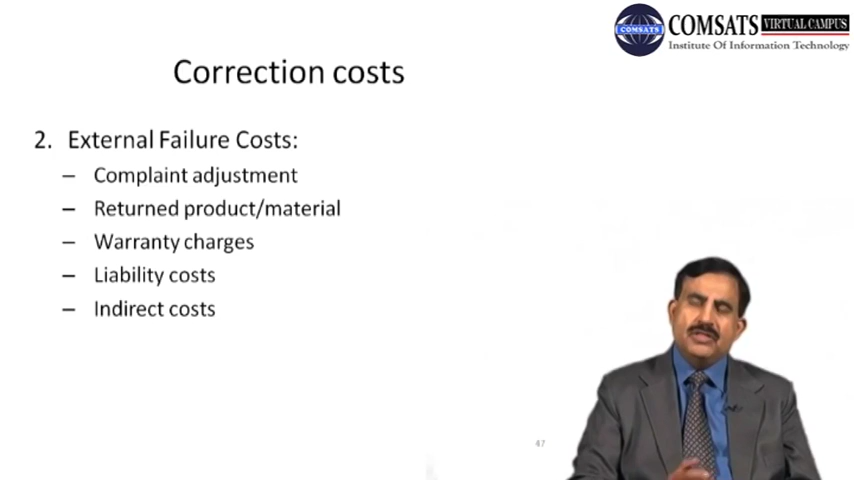 COMSATS
COMSATS VIRTUAL CAMPUS
Institute Of Information Technology
Correction costs
2. External Failure Costs:
– Complaint adjustment
– Returned product/material
– Warranty charges
– Liability costs
– Indirect costs
47